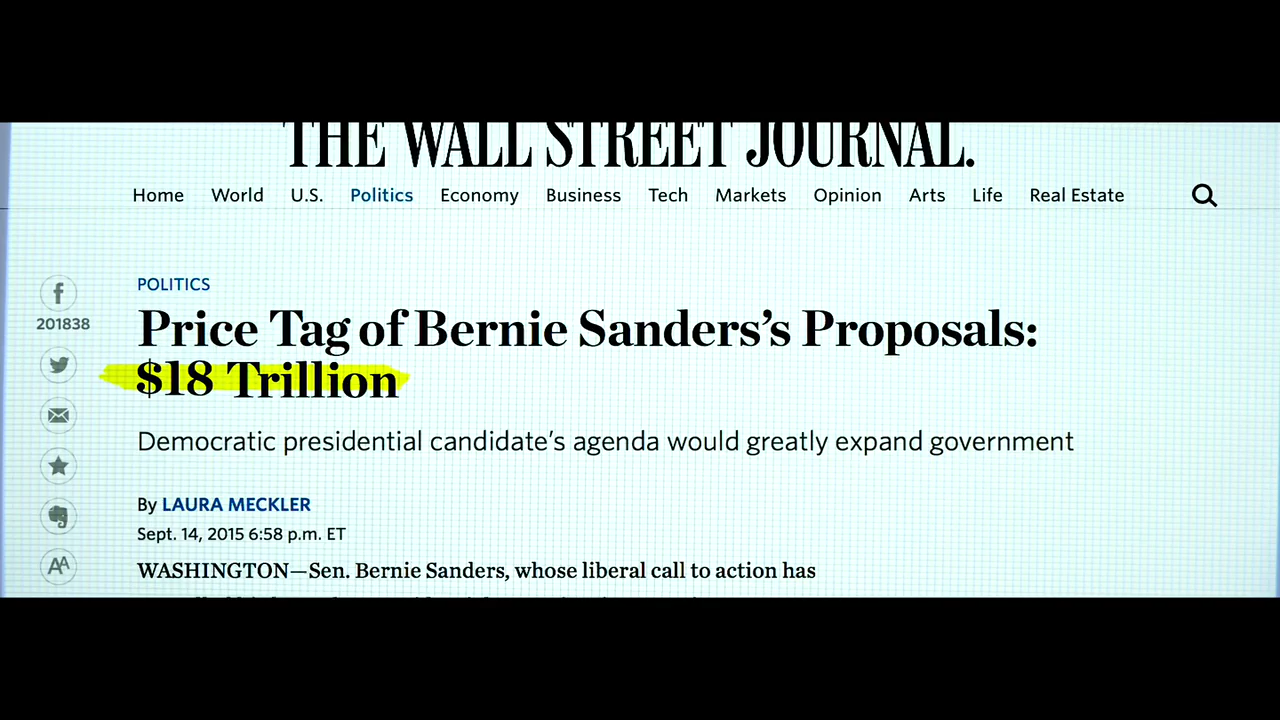 THE WALL STREET JOURNAL.
Home World U.S. Politics Economy Business Tech Markets Opinion Arts Life Real Estate
POLITICS
201838
Price Tag of Bernie Sanders's Proposals:
$18 Trillion
Democratic presidential candidate's agenda would greatly expand government
By LAURA MECKLER
Sept. 14, 2015 6:58 p.m. ET
AA
WASHINGTON—Sen. Bernie Sanders, whose liberal call to action has